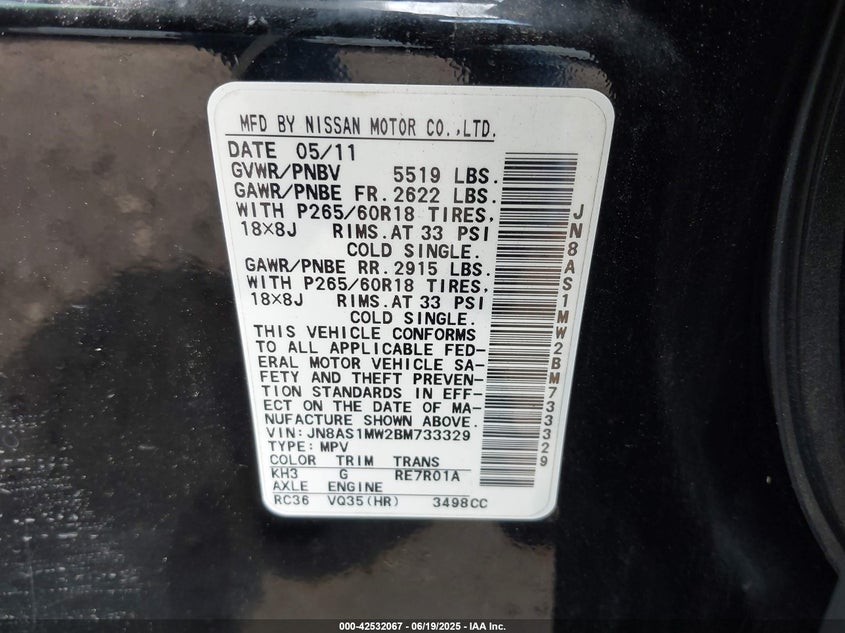 MFD BY NISSAN MOTOR CO.,LTD.
DATE 05/11
GVWR/PNBV 5519 LBS.
GAWR/PNBE FR. 2622 LBS.
WITH P265/60R18 TIRES,
18×8J RIMS.AT 33 PSI
COLD SINGLE.
GAWR/PNBE RR. 2915 LBS.
WITH P265/60R18 TIRES,
18×8J RIMS.AT 33 PSI
COLD SINGLE.
THIS VEHICLE CONFORMS
TO ALL APPLICABLE FED-
ERAL MOTOR VEHICLE SA-
FETY AND THEFT PREVEN-
TION STANDARDS IN EFF-
ECT ON THE DATE OF MA-
NUFACTURE SHOWN ABOVE.
VIN: JN8AS1MW2BM733329
TYPE: MPV
COLOR TRIM TRANS
KH3 G RE7R01A
AXLE ENGINE
RC36 VQ35(HR) 3498CC
JN8AS1MW2BM733329
000-42532067 - 06/19/2025 - IAA Inc.